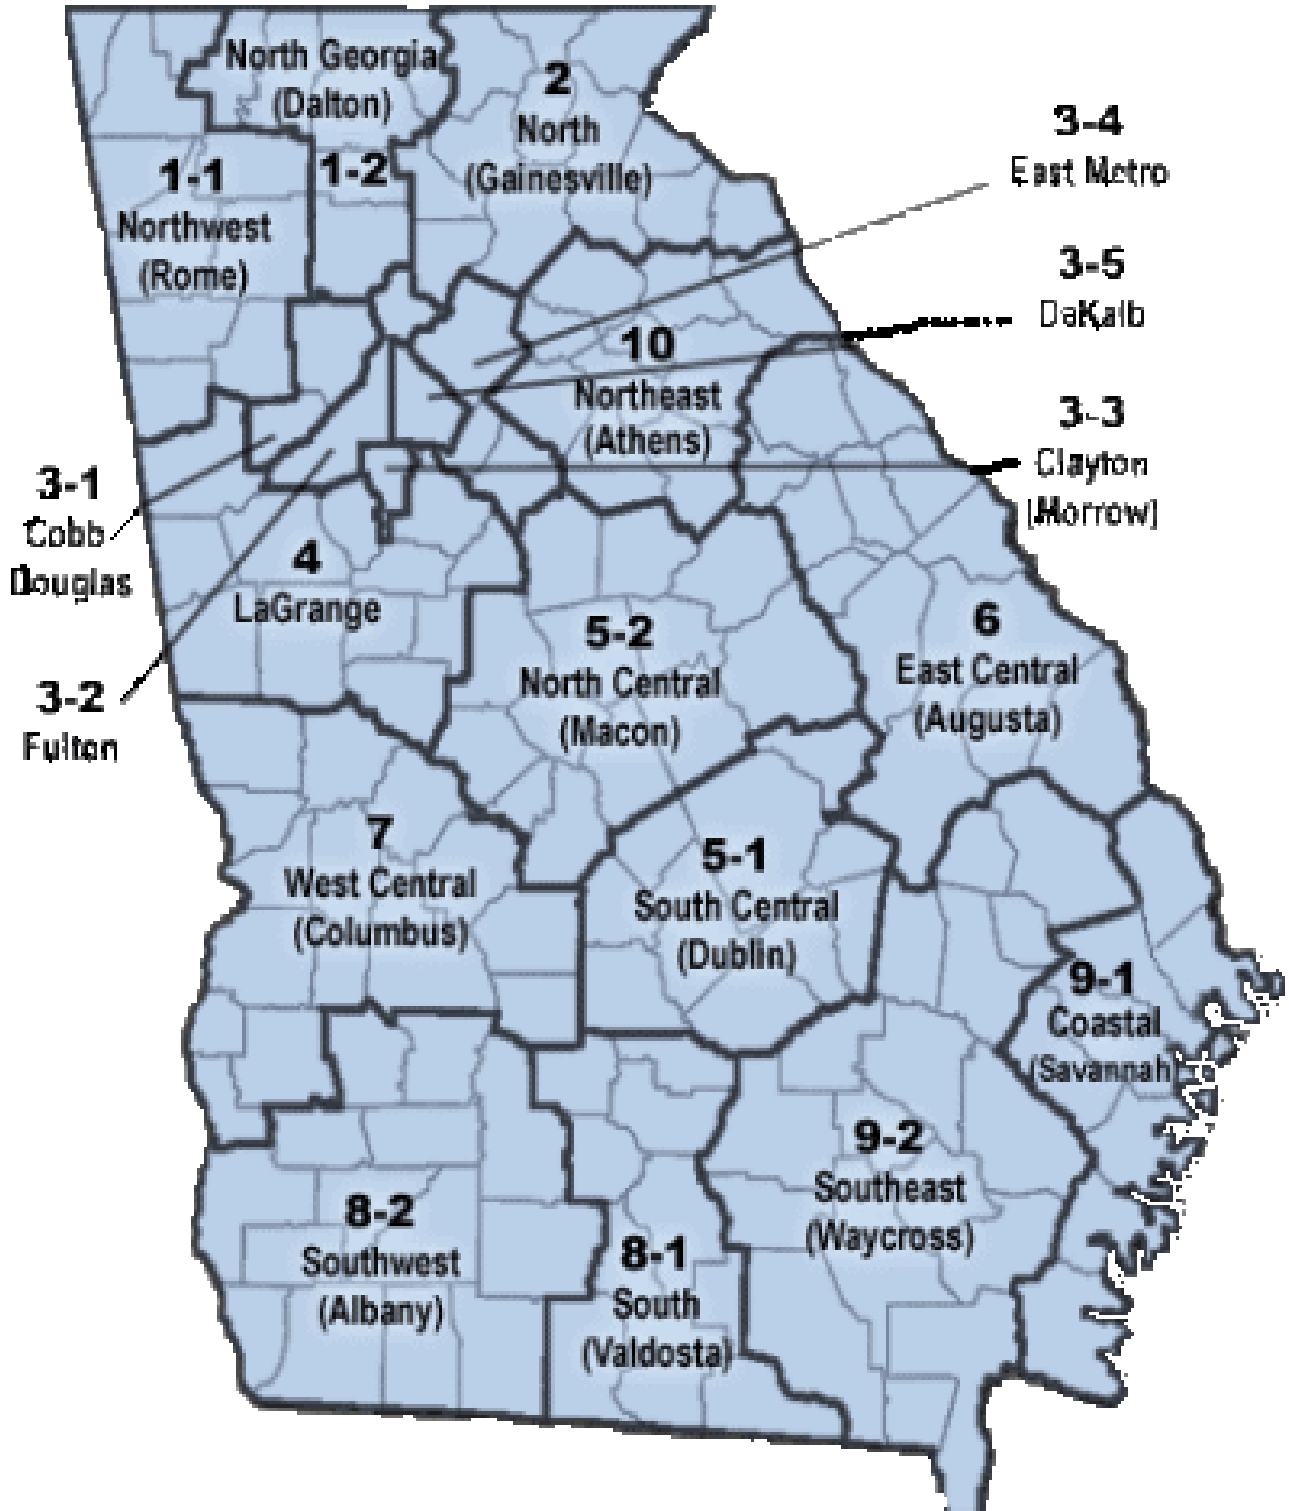 North Georgia
(Dalton)
1-2
2
North
(Gainesville)
1-1
Northwest
(Rome)
3-4
East Metro
3-5
DeKalb
10
Northeast
(Athens)
3-3
Clayton
(Morrow)
3-1
Cobb
Douglas
3-2
Fulton
4
LaGrange
5-2
North Central
(Macon)
6
East Central
(Augusta)
7
West Central
(Columbus)
5-1
South Central
(Dublin)
9-1
Coastal
(Savannah)
9-2
Southeast
(Waycross)
8-2
Southwest
(Albany)
8-1
South
(Valdosta)